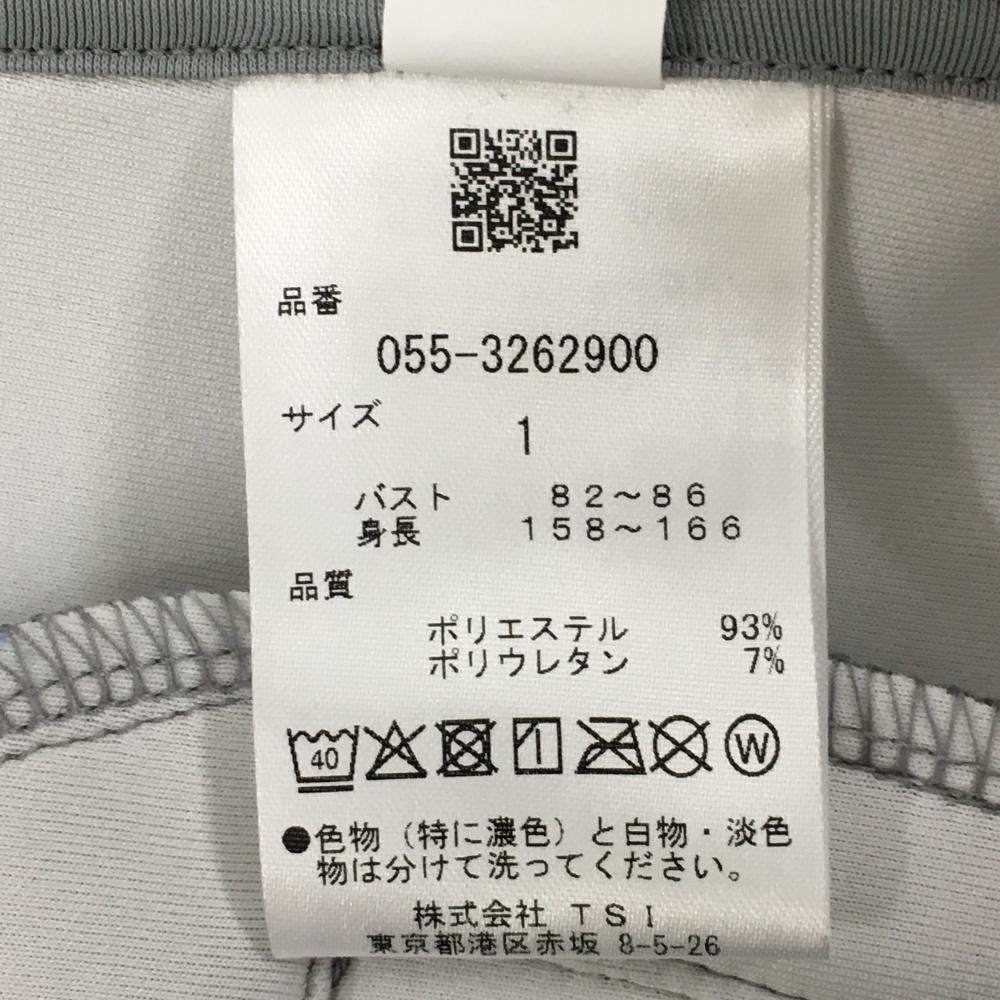 品番
055-3262900
サイズ
1
バスト 82～86
身長 158～166
品質
ポリエステル 93%
ポリウレタン 7%
40 W
●色物（特に濃色）と白物・淡色
物は分けて洗ってください。
株式会社 TSI
東京都港区赤坂 8-5-26